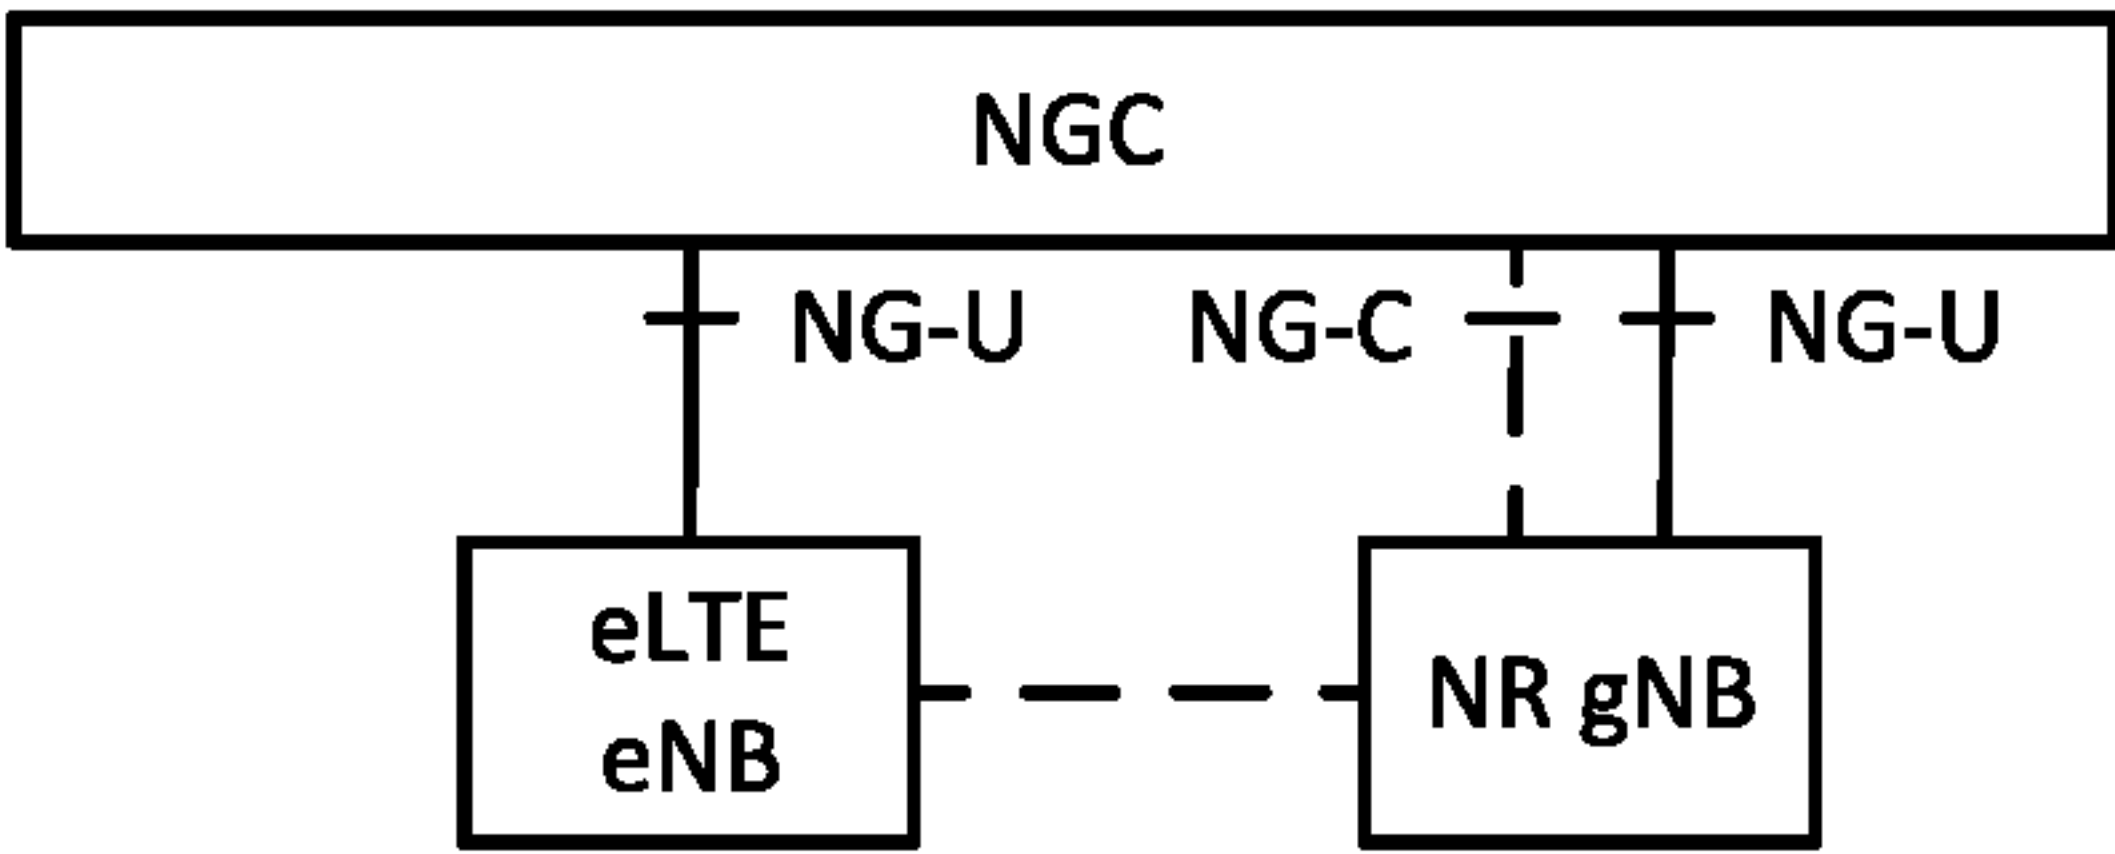 NGC
NG-U
NG-C
NG-U
eLTE
eNB
NR gNB